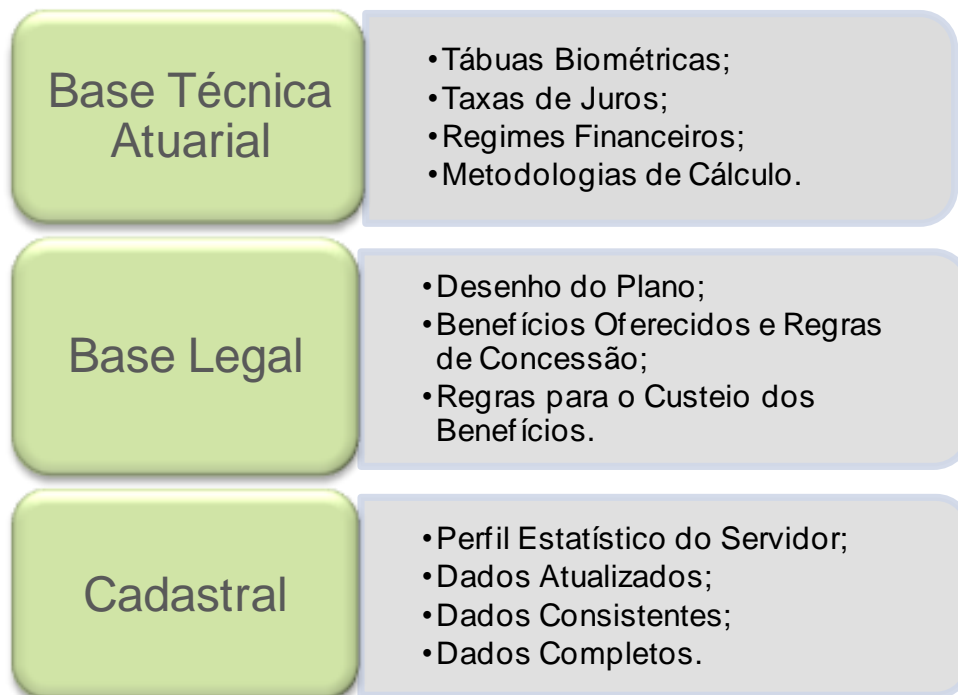 Base Técnica
Atuarial
•Tábuas Biométricas;
•Taxas de Juros;
•Regimes Financeiros;
•Metodologias de Cálculo.
Base Legal
•Desenho do Plano;
•Benefícios Oferecidos e Regras
de Concessão;
•Regras para o Custeio dos
Benefícios.
Cadastral
•Perfil Estatístico do Servidor;
•Dados Atualizados;
•Dados Consistentes;
•Dados Completos.